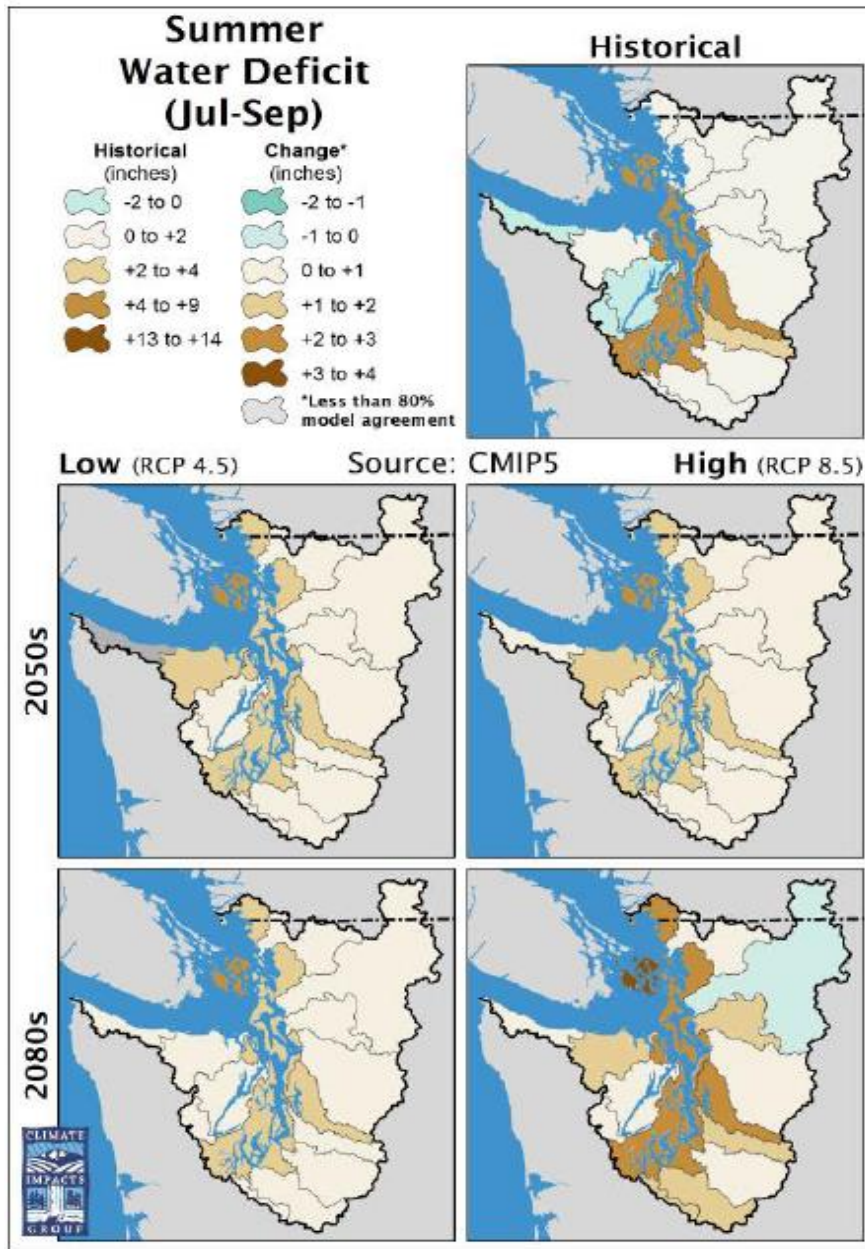 Summer
Water Deficit
(Jul-Sep)
Historical
Historical
(inches)
-2 to 0
0 to +2
+2 to +4
+4 to +9
+13 to +14
Change*
(inches)
-2 to -1
-1 to 0
0 to +1
+1 to +2
+2 to +3
+3 to +4
*Less than 80%
model agreement
Low (RCP 4.5) Source: CMIP5 High (RCP 8.5)
2050s
2080s
CLIMATE
IMPACTS
GROUP